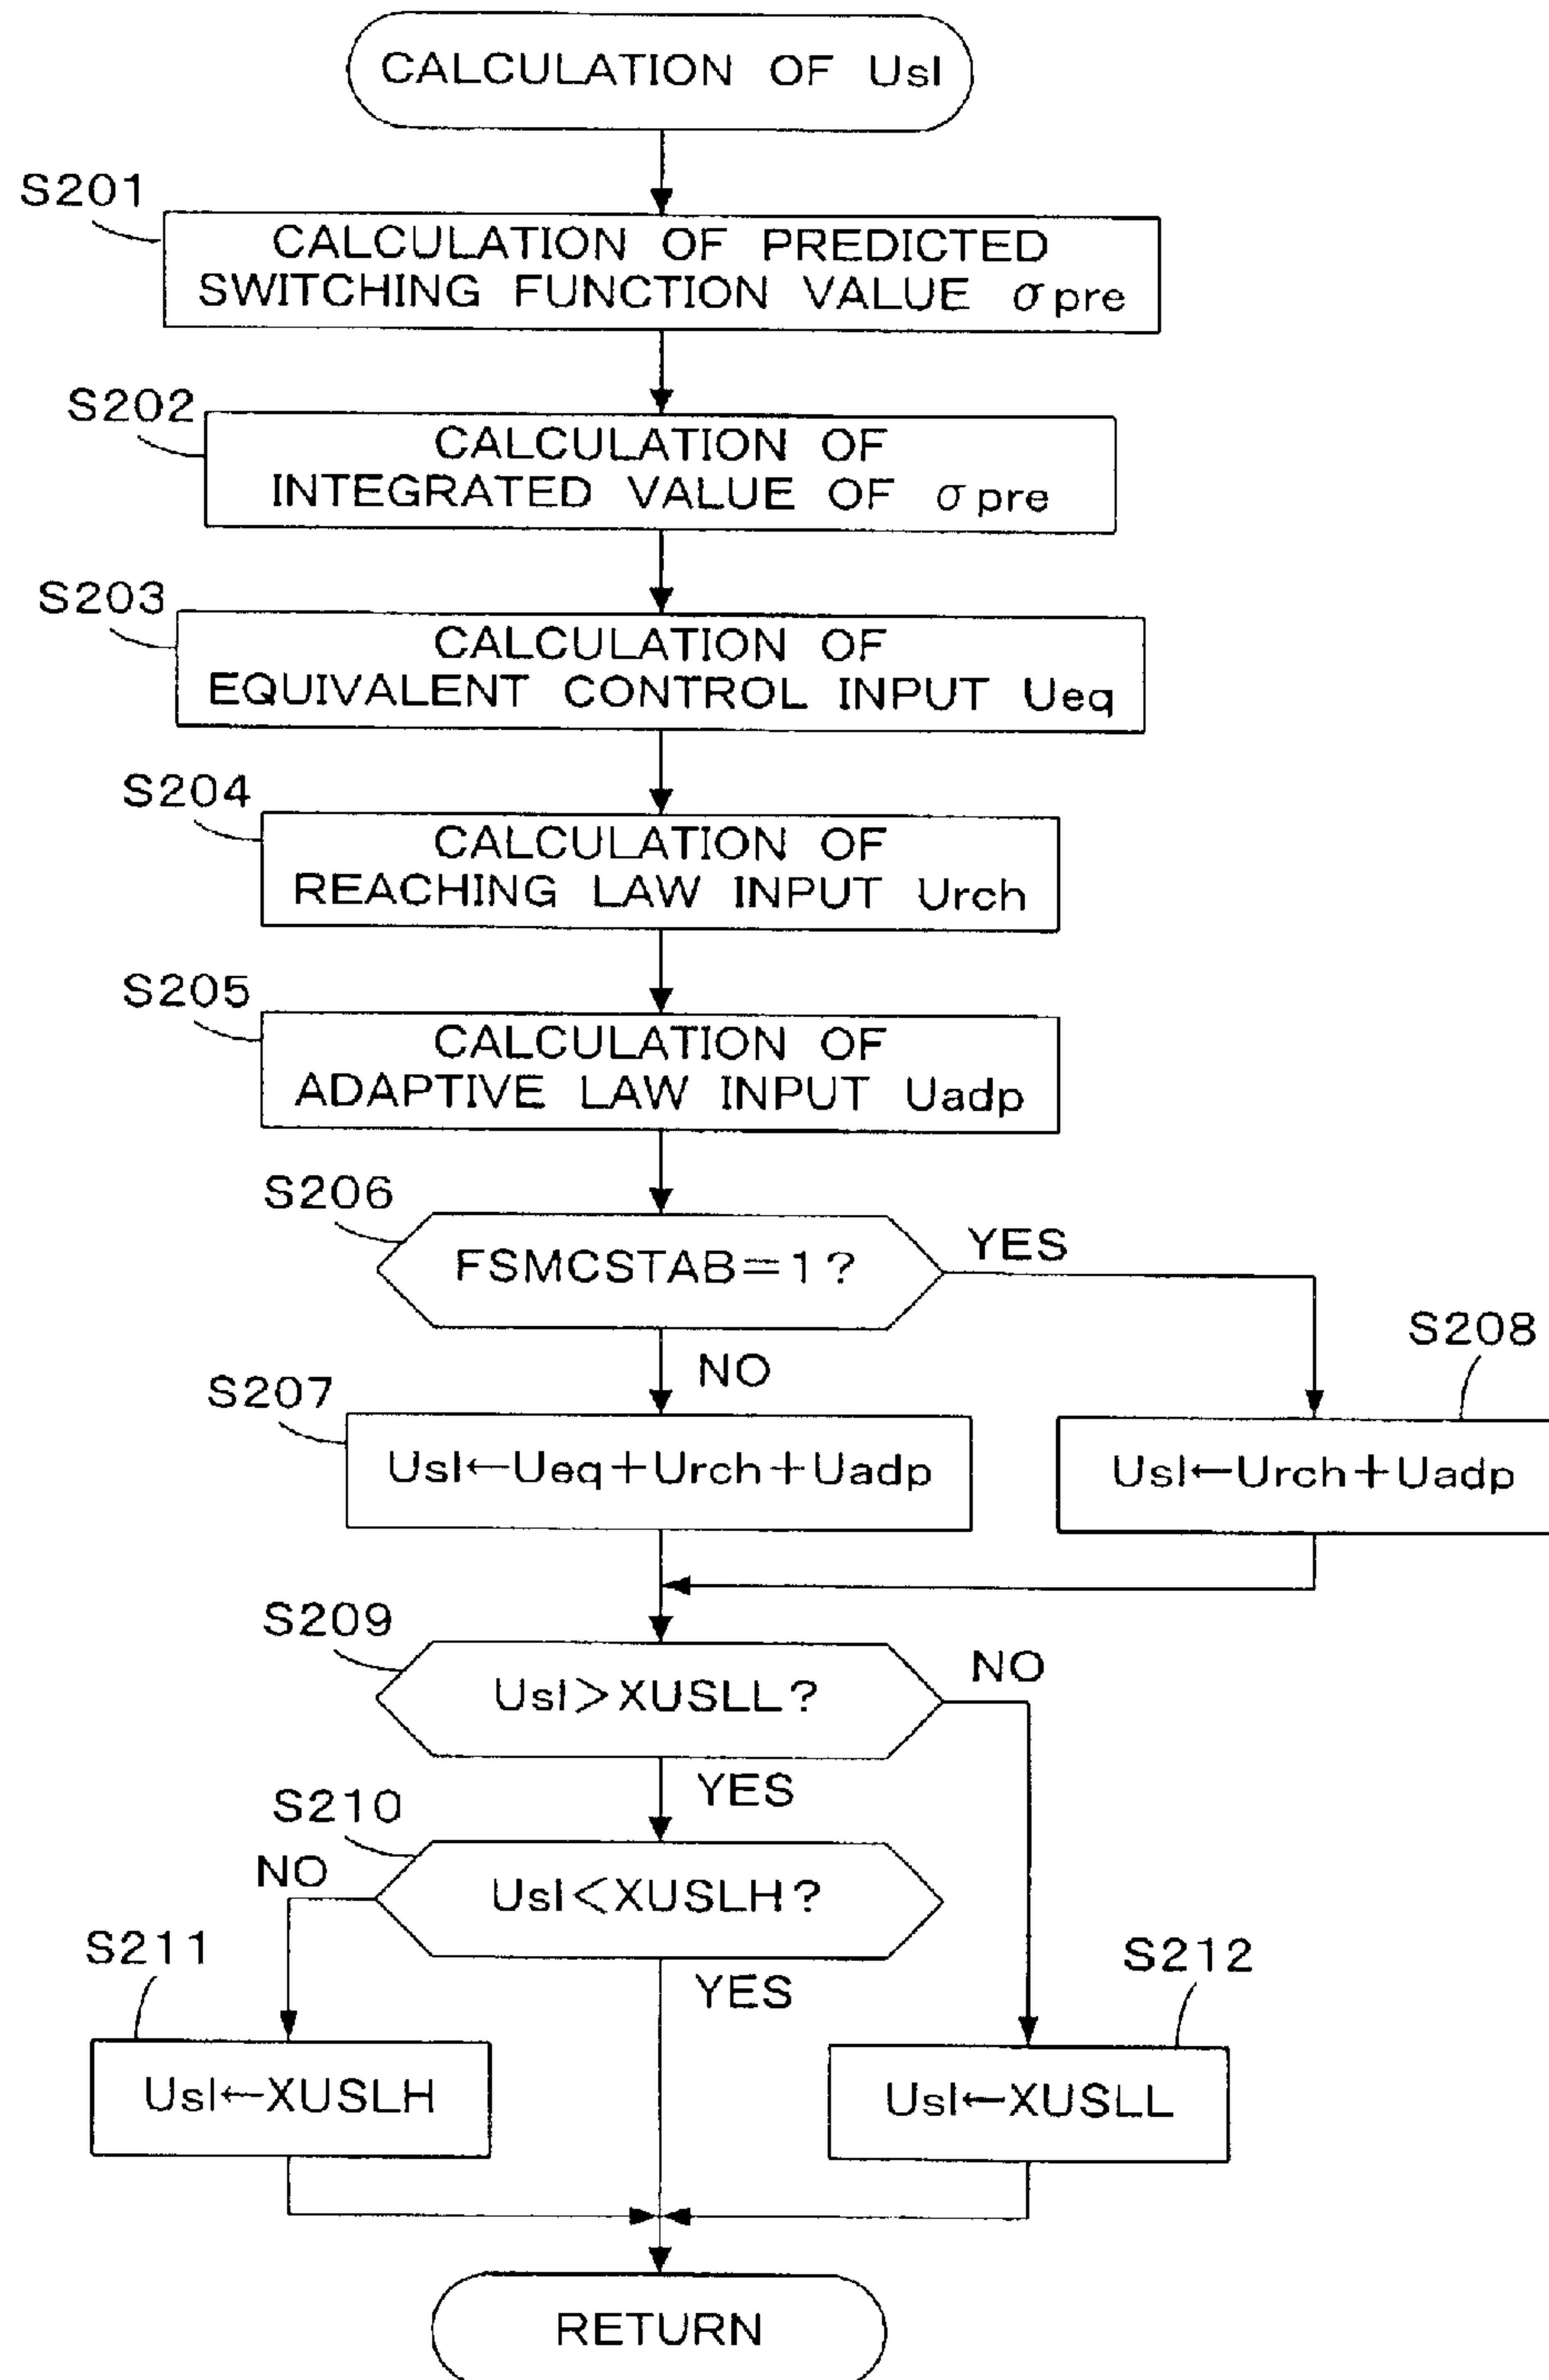 CALCULATION OF Usl
S201
CALCULATION OF PREDICTED
SWITCHING FUNCTION VALUE σpre
S202
CALCULATION OF
INTEGRATED VALUE OF σpre
S203
CALCULATION OF
EQUIVALENT CONTROL INPUT Ueq
S204
CALCULATION OF
REACHING LAW INPUT Urch
S205
CALCULATION OF
ADAPTIVE LAW INPUT Uadp
S206
FSMCSTAB=1?
YES
NO
S207
Usl←Ueq+Urch+Uadp
S208
Usl←Urch+Uadp
S209
Usl>XUSLL?
NO
YES
S210
Usl<XUSLH?
NO
YES
S211
Usl←XUSLH
S212
Usl←XUSLL
RETURN